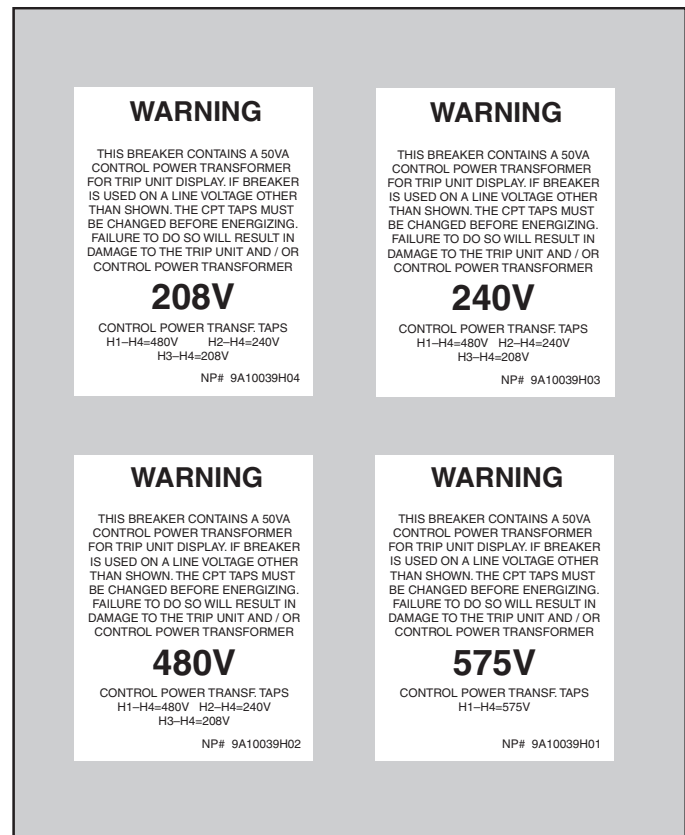 WARNING
THIS BREAKER CONTAINS A 50VA
CONTROL POWER TRANSFORMER
FOR TRIP UNIT DISPLAY. IF BREAKER
IS USED ON A LINE VOLTAGE OTHER
THAN SHOWN. THE CPT TAPS MUST
BE CHANGED BEFORE ENERGIZING.
FAILURE TO DO SO WILL RESULT IN
DAMAGE TO THE TRIP UNIT AND / OR
CONTROL POWER TRANSFORMER
208V
CONTROL POWER TRANSF. TAPS
H1–H4=480V H2–H4=240V
H3–H4=208V
NP# 9A10039H04
WARNING
THIS BREAKER CONTAINS A 50VA
CONTROL POWER TRANSFORMER
FOR TRIP UNIT DISPLAY. IF BREAKER
IS USED ON A LINE VOLTAGE OTHER
THAN SHOWN. THE CPT TAPS MUST
BE CHANGED BEFORE ENERGIZING.
FAILURE TO DO SO WILL RESULT IN
DAMAGE TO THE TRIP UNIT AND / OR
CONTROL POWER TRANSFORMER
240V
CONTROL POWER TRANSF. TAPS
H1–H4=480V H2–H4=240V
H3–H4=208V
NP# 9A10039H03
WARNING
THIS BREAKER CONTAINS A 50VA
CONTROL POWER TRANSFORMER
FOR TRIP UNIT DISPLAY. IF BREAKER
IS USED ON A LINE VOLTAGE OTHER
THAN SHOWN. THE CPT TAPS MUST
BE CHANGED BEFORE ENERGIZING.
FAILURE TO DO SO WILL RESULT IN
DAMAGE TO THE TRIP UNIT AND / OR
CONTROL POWER TRANSFORMER
480V
CONTROL POWER TRANSF. TAPS
H1–H4=480V H2–H4=240V
H3–H4=208V
NP# 9A10039H02
WARNING
THIS BREAKER CONTAINS A 50VA
CONTROL POWER TRANSFORMER
FOR TRIP UNIT DISPLAY. IF BREAKER
IS USED ON A LINE VOLTAGE OTHER
THAN SHOWN. THE CPT TAPS MUST
BE CHANGED BEFORE ENERGIZING.
FAILURE TO DO SO WILL RESULT IN
DAMAGE TO THE TRIP UNIT AND / OR
CONTROL POWER TRANSFORMER
575V
CONTROL POWER TRANSF. TAPS
H1–H4=575V
NP# 9A10039H01